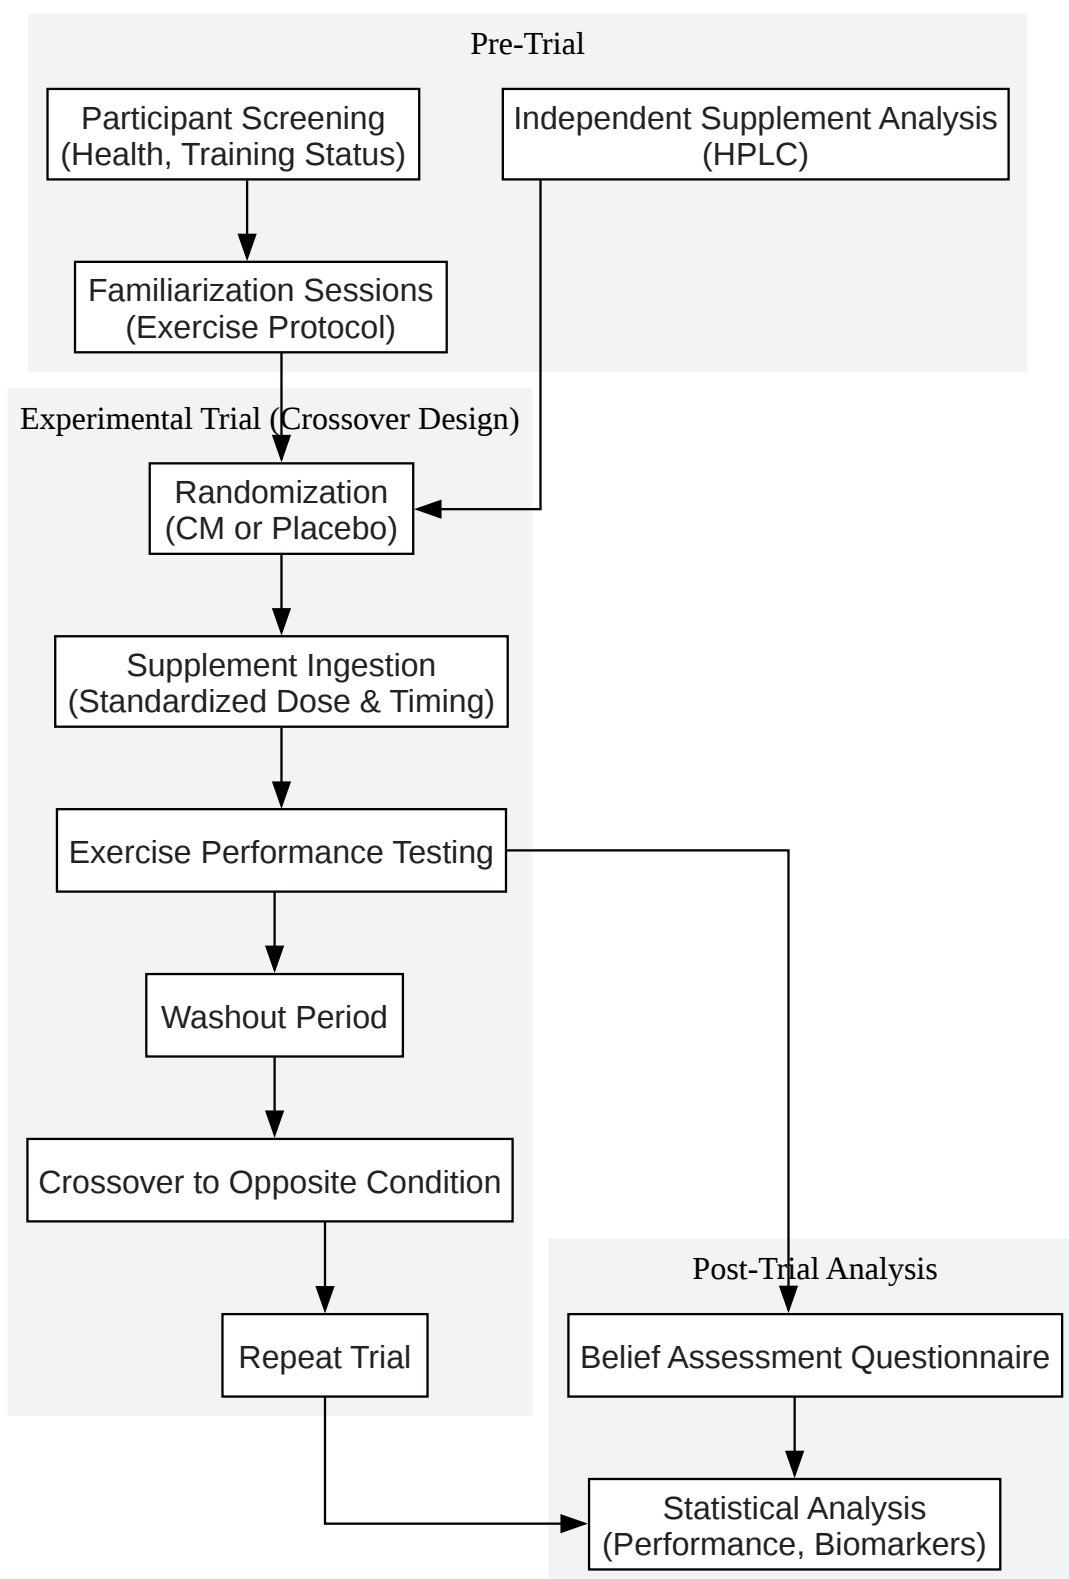 Pre-Trial
Participant Screening
(Health, Training Status)
Independent Supplement Analysis
(HPLC)
Familiarization Sessions
(Exercise Protocol)
Experimental Trial (Crossover Design)
Randomization
(CM or Placebo)
Supplement Ingestion
(Standardized Dose & Timing)
Exercise Performance Testing
Washout Period
Crossover to Opposite Condition
Repeat Trial
Post-Trial Analysis
Belief Assessment Questionnaire
Statistical Analysis
(Performance, Biomarkers)